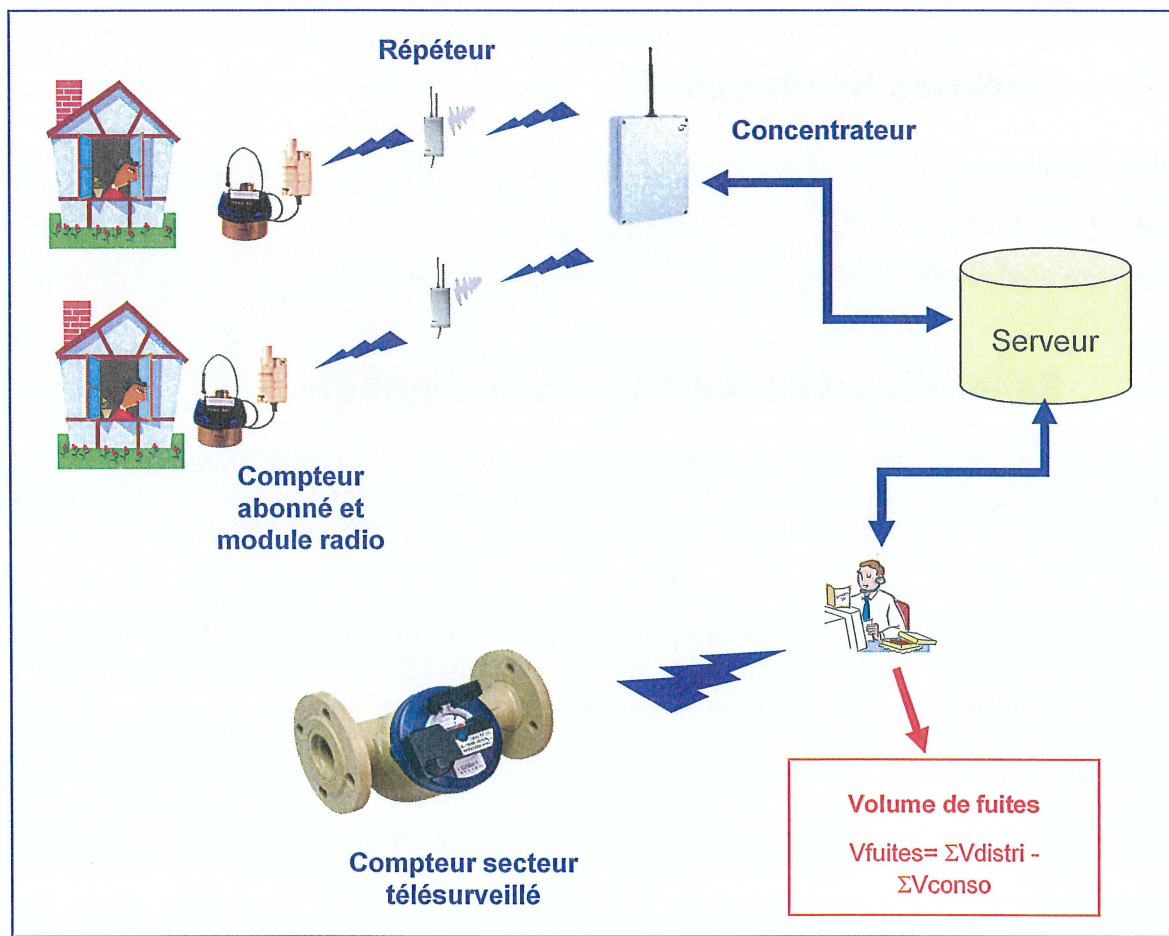 Répéteur
Concentrateur
Serveur
Compteur
abonné et
module radio
Compteur secteur
télésurveillé
Volume de fuites
Vfuites= ΣVdistri -
ΣVconso